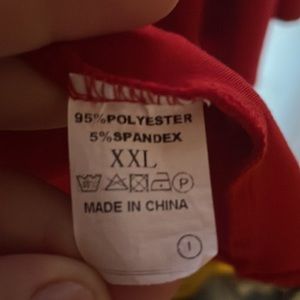 95%POLYESTER
5%SPANDEX
XXL
P
MADE IN CHINA
I